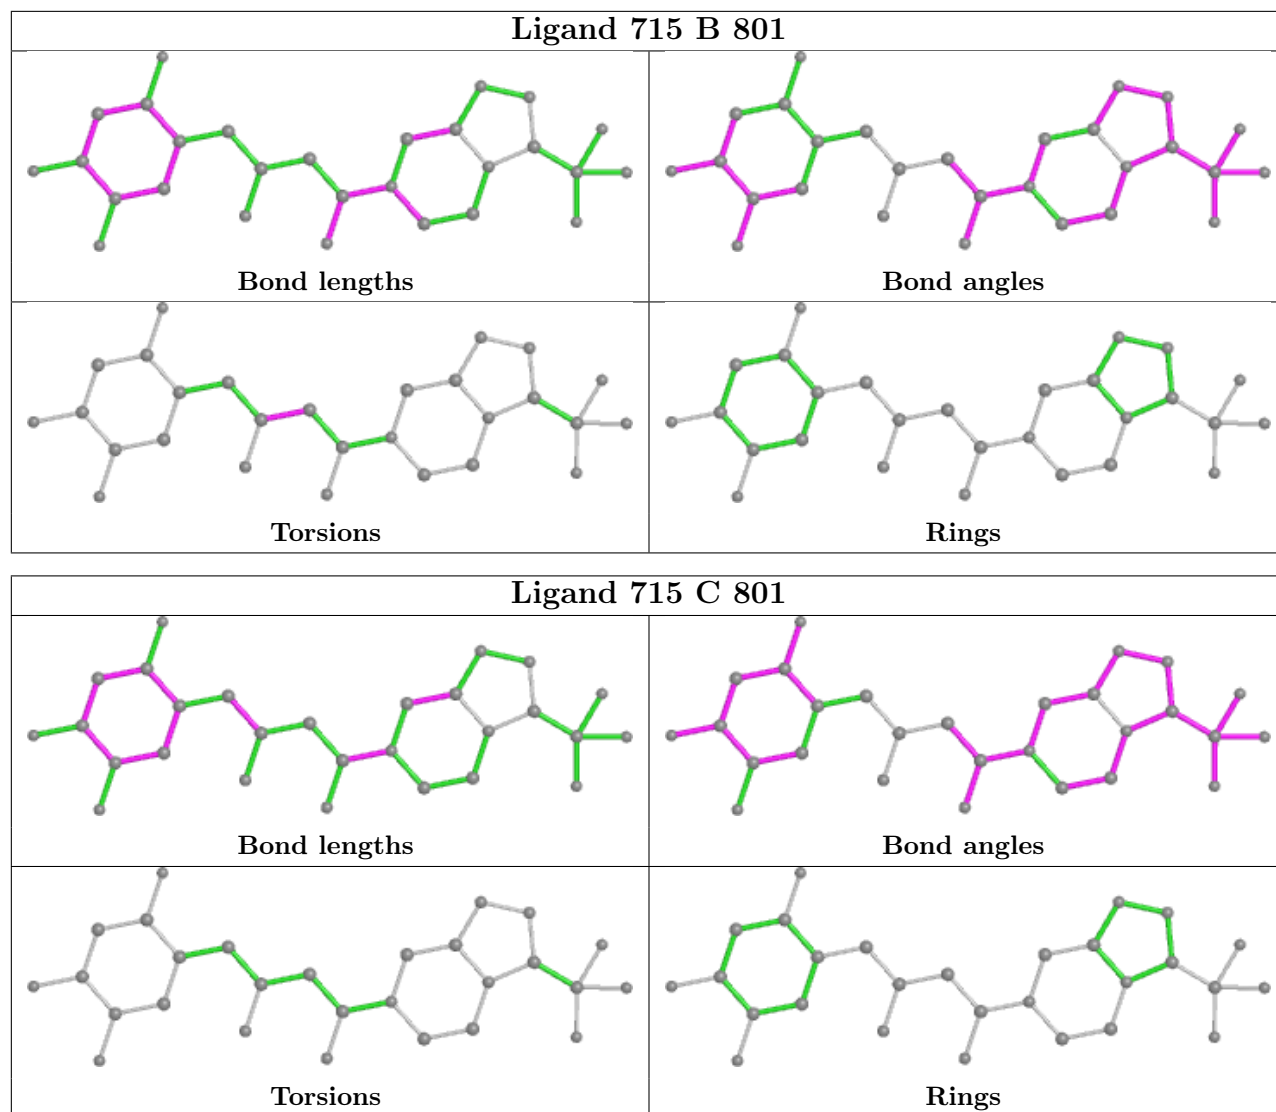 Ligand 715 B 801
Bond lengths
Bond angles
Torsions
Rings
Ligand 715 C 801
Bond lengths
Bond angles
Torsions
Rings